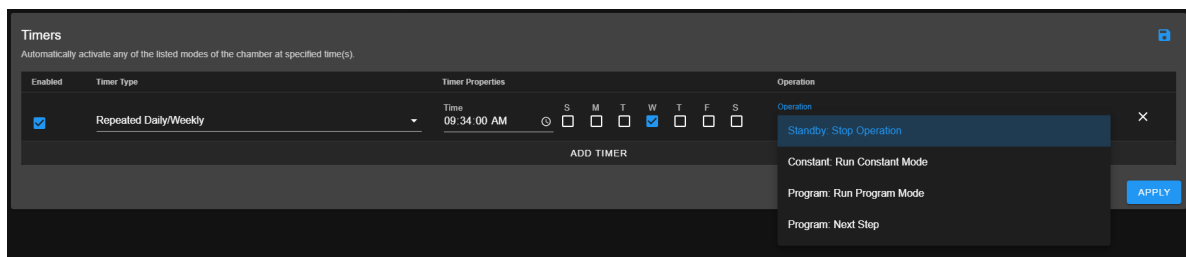 Timers
Automatically activate any of the listed modes of the chamber at specified time(s).
Enabled Timer Type Timer Properties Operation
Time S M T W T F S Operation
Repeated Daily/Weekly 09:34:00 AM
Standby: Stop Operation
ADD TIMER
Constant: Run Constant Mode
Program: Run Program Mode
APPLY
Program: Next Step